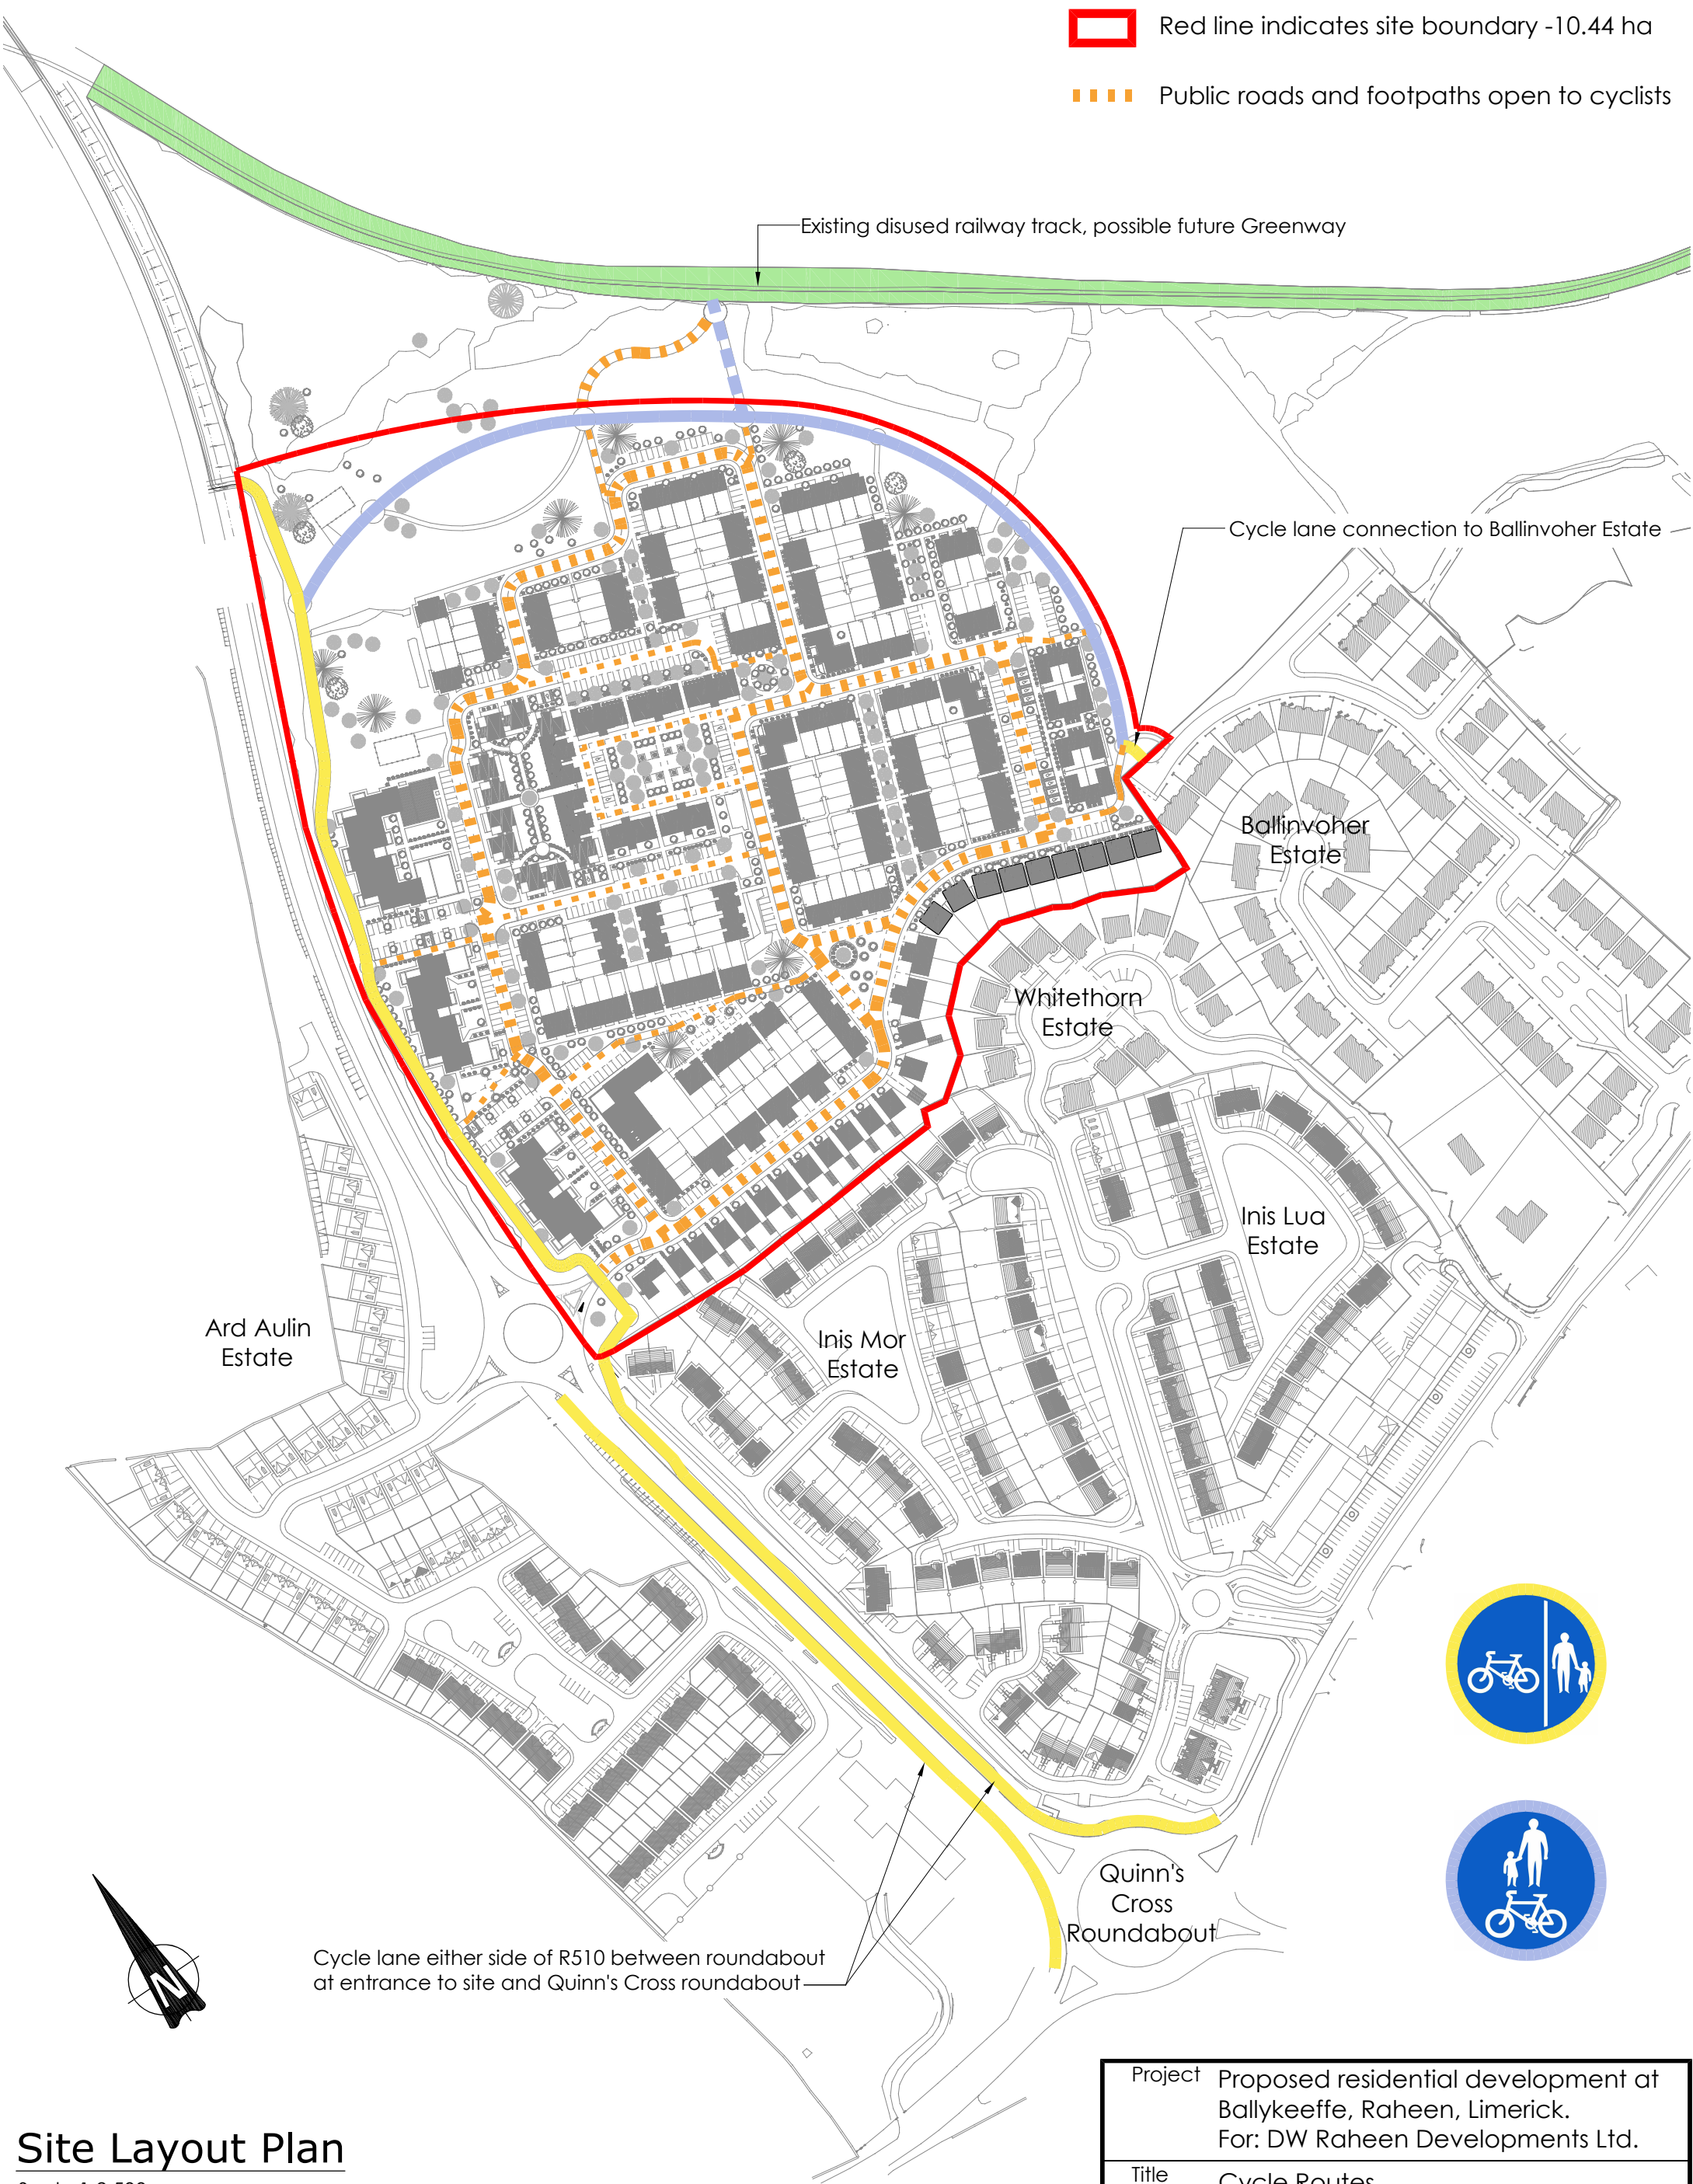 Red line indicates site boundary -10.44 ha
Public roads and footpaths open to cyclists
Existing disused railway track, possible future Greenway
Cycle lane connection to Ballinvoher Estate
Ballinvoher
Estate
Whitethorn
Estate
Inis Lua
Estate
Ard Aulin
Estate
Inis Mor
Estate
Quinn's
Cross
Roundabout
Cycle lane either side of R510 between roundabout
at entrance to site and Quinn's Cross roundabout
N
Site Layout Plan
Project
Proposed residential development at
Ballykeeffe, Raheen, Limerick.
For: DW Raheen Developments Ltd.
Title
Cycle Routes